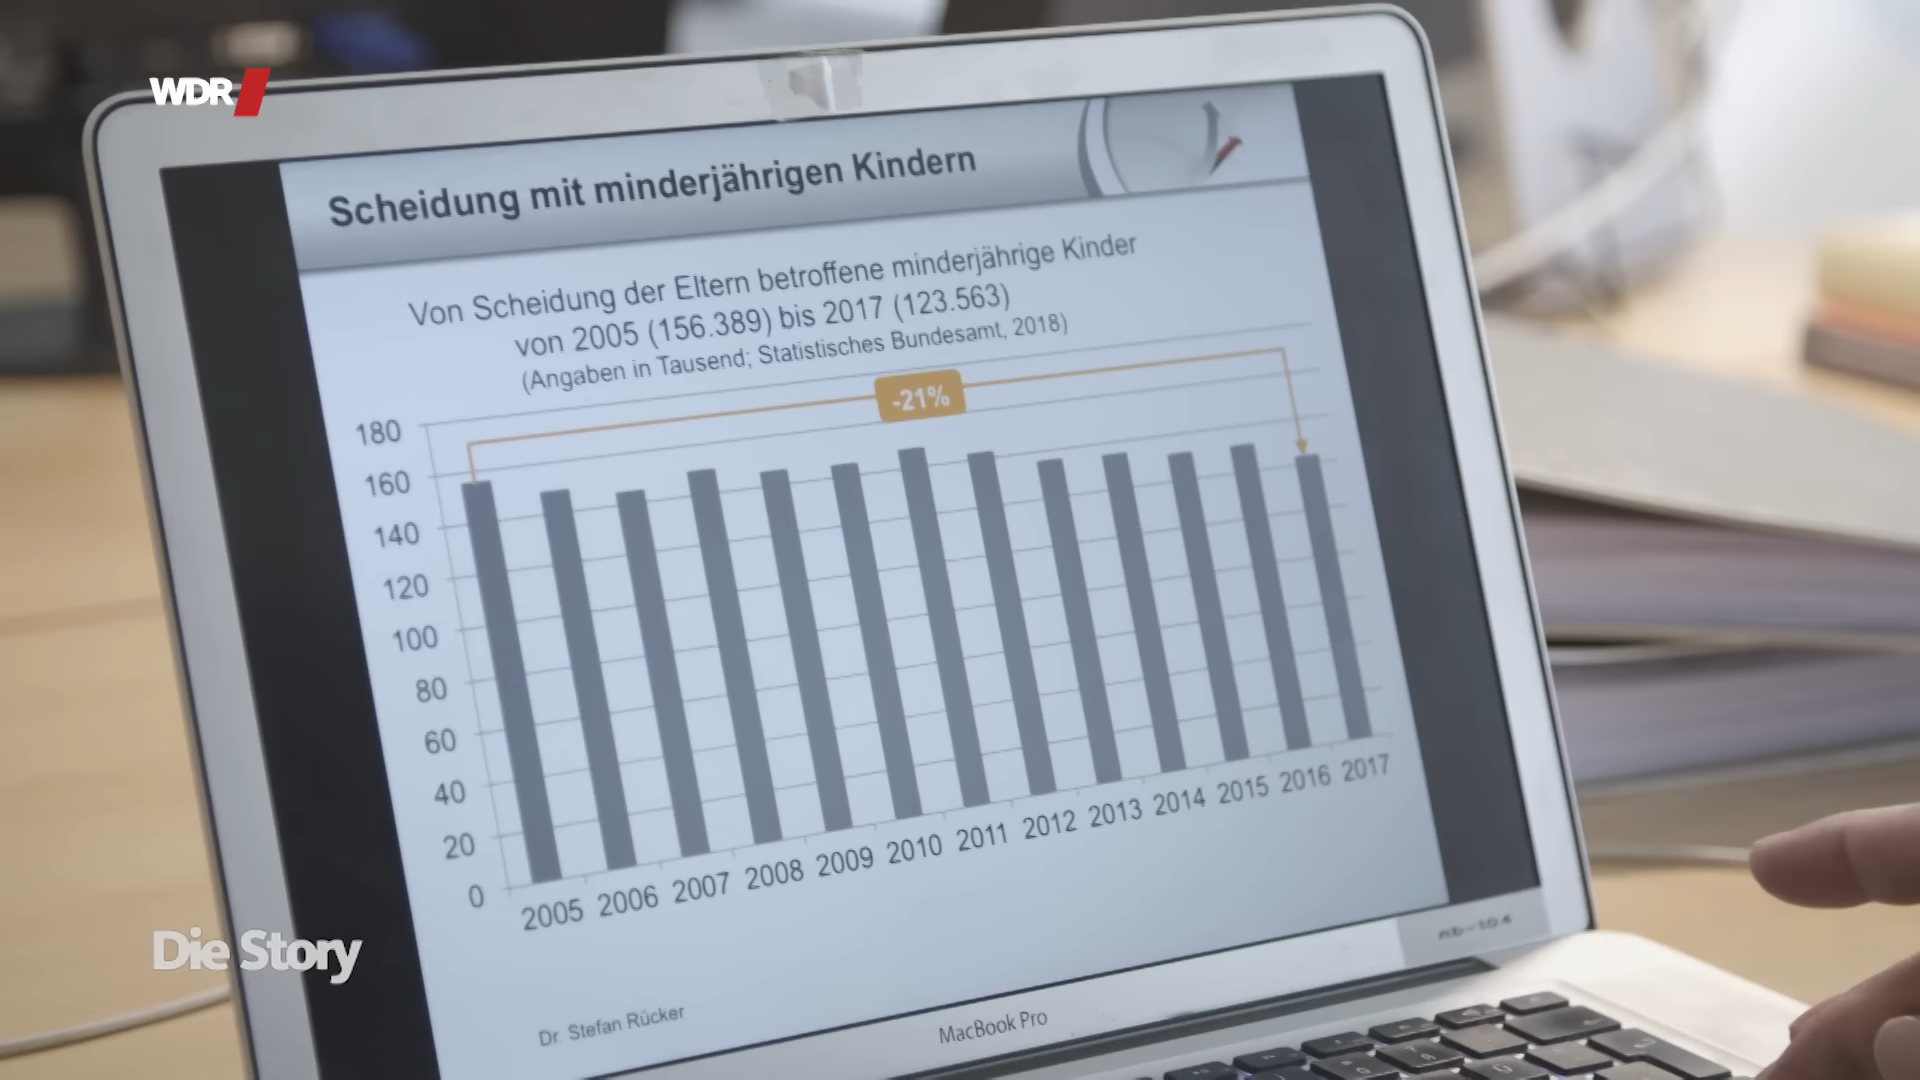 WDR
Scheidung mit minderjährigen Kindern
Von Scheidung der Eltern betroffene minderjährige Kinder
von 2005 (156.389) bis 2017 (123.563)
(Angaben in Tausend; Statistisches Bundesamt, 2018)
-21%
180
160
140
120
100
80
60
40
20
0
2005 2006 2007 2008 2009 2010 2011 2012 2013 2014 2015 2016 2017
Die Story
Dr. Stefan Rücker
MacBook Pro